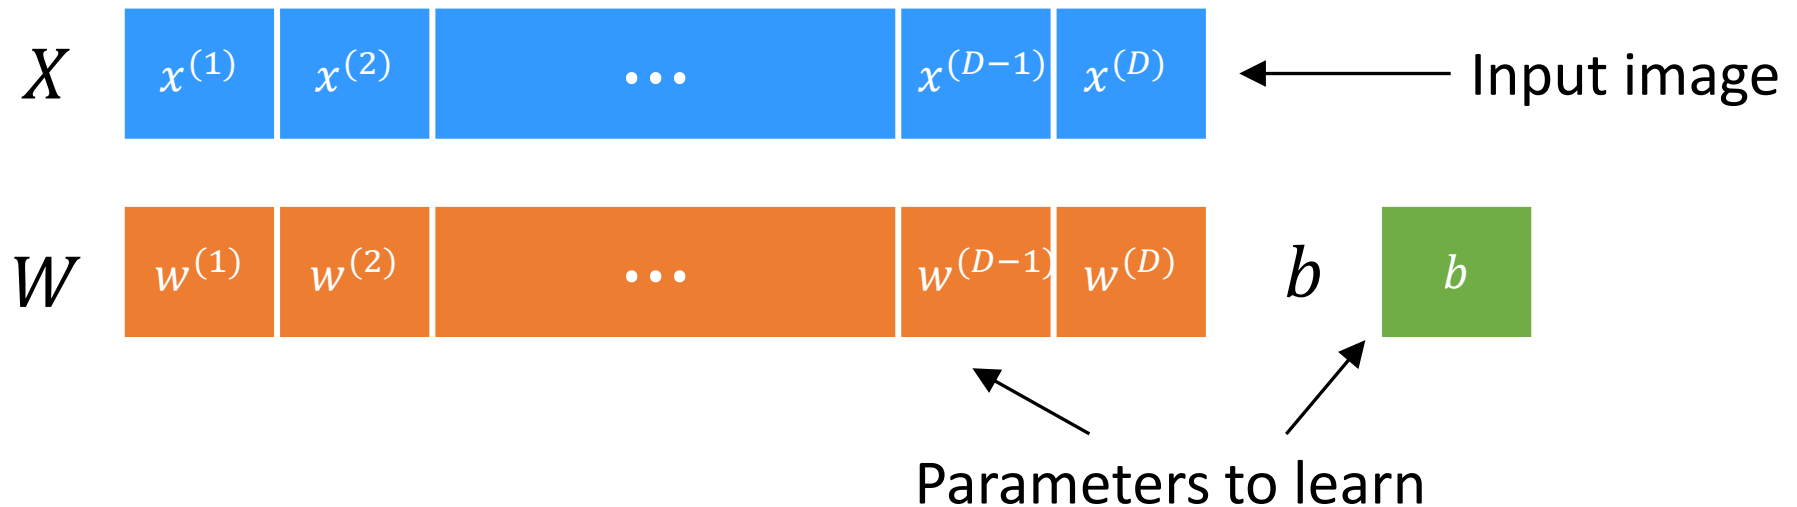 X x^(1) x^(2) ... x^(D−1) x^(D) Input image
W w^(1) w^(2) ... w^(D−1) w^(D) b b
Parameters to learn